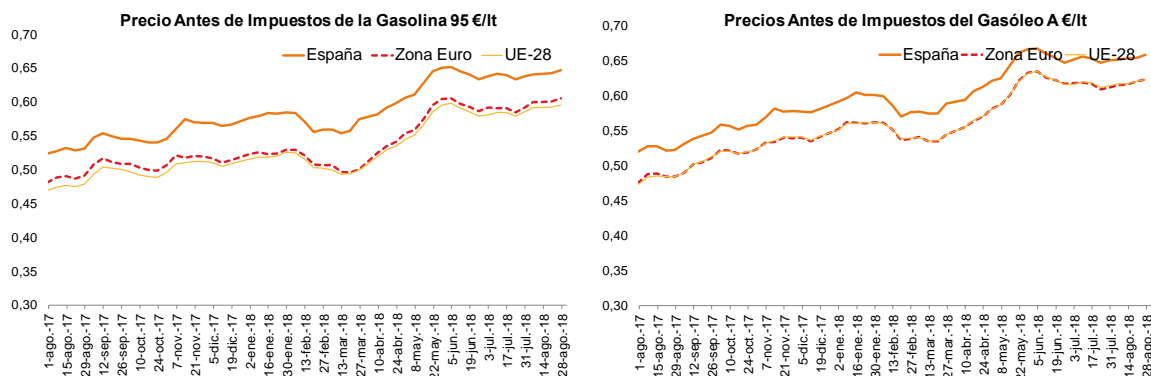 Precio Antes de Impuestos de la Gasolina 95 €/lt
España Zona Euro UE-28
0,70
0,65
0,60
0,55
0,50
0,45
0,40
0,35
0,30
1-ago.-17
15-ago.-17
29-ago.-17
12-sep.-17
26-sep.-17
10-oct.-17
24-oct.-17
7-nov.-17
21-nov.-17
5-dic.-17
19-dic.-17
2-ene.-18
16-ene.-18
30-ene.-18
13-feb.-18
27-feb.-18
13-mar.-18
27-mar.-18
10-abr.-18
24-abr.-18
8-may.-18
22-may.-18
5-jun.-18
19-jun.-18
3-jul.-18
17-jul.-18
31-jul.-18
14-ago.-18
28-ago.-18
Precios Antes de Impuestos del Gasóleo A €/lt
España Zona Euro UE-28
0,70
0,65
0,60
0,55
0,50
0,45
0,40
0,35
0,30
1-ago.-17
15-ago.-17
29-ago.-17
12-sep.-17
26-sep.-17
10-oct.-17
24-oct.-17
7-nov.-17
21-nov.-17
5-dic.-17
19-dic.-17
2-ene.-18
16-ene.-18
30-ene.-18
13-feb.-18
27-feb.-18
13-mar.-18
27-mar.-18
10-abr.-18
24-abr.-18
8-may.-18
22-may.-18
5-jun.-18
19-jun.-18
3-jul.-18
17-jul.-18
31-jul.-18
14-ago.-18
28-ago.-18